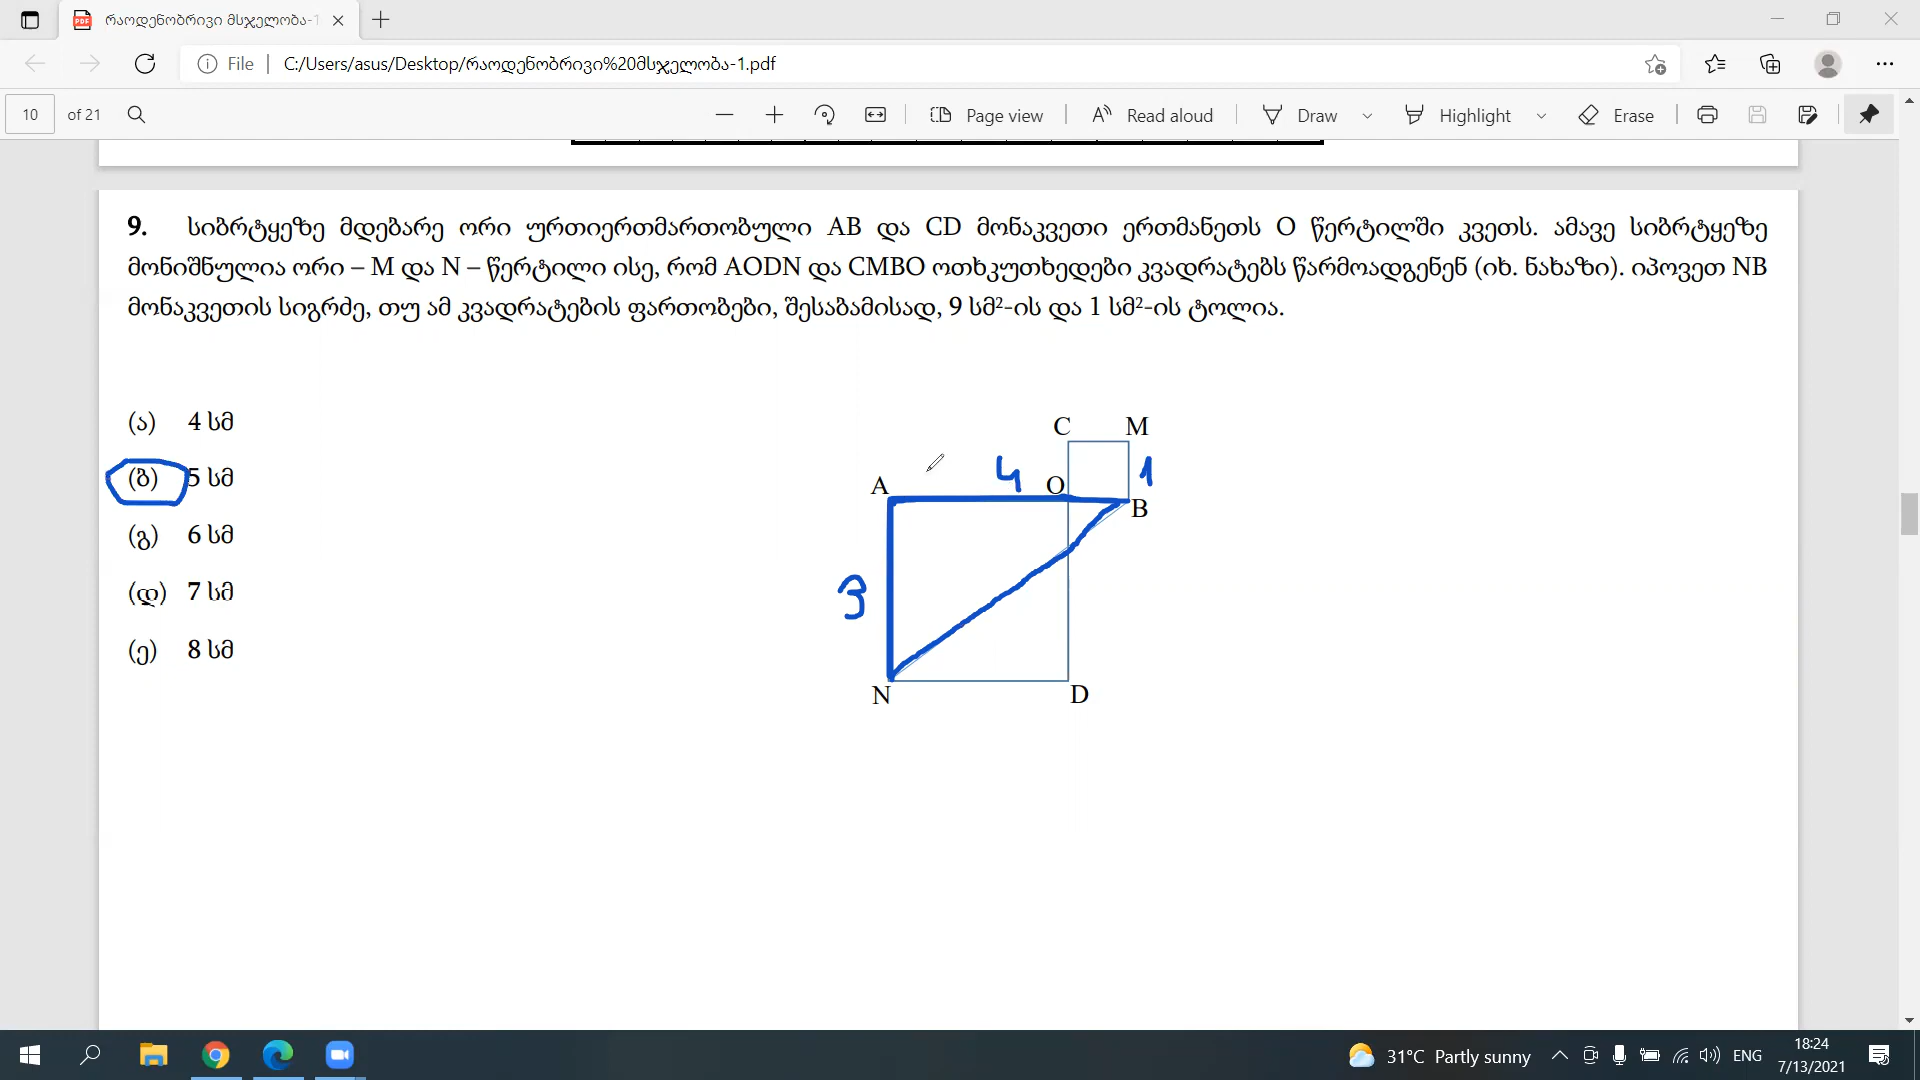 რაოდენობრივი მსჯელობა-1
File
C:/Users/asus/Desktop/რაოდენობრივი%20მსჯელობა-1.pdf
10 of 21
Page view
Read aloud
Draw
Highlight
Erase
9. სიბრტყეზე მდებარე ორი ურთიერთმართობული AB და CD მონაკვეთი ერთმანეთს O წერტილში კვეთს. ამავე სიბრტყეზე
მონიშნულია ორი – M და N – წერტილი ისე, რომ AODN და CMBO ოთხკუთხედები კვადრატებს წარმოადგენენ (იხ. ნახაზი). იპოვეთ NB
მონაკვეთის სიგრძე, თუ ამ კვადრატების ფართობები, შესაბამისად, 9 სმ²-ის და 1 სმ²-ის ტოლია.
(ა) 4 სმ
(ბ) 5 სმ
(გ) 6 სმ
(დ) 7 სმ
(ე) 8 სმ
C M
A 4 O 1
B
3
N D
31°C Partly sunny
ENG
18:24
7/13/2021